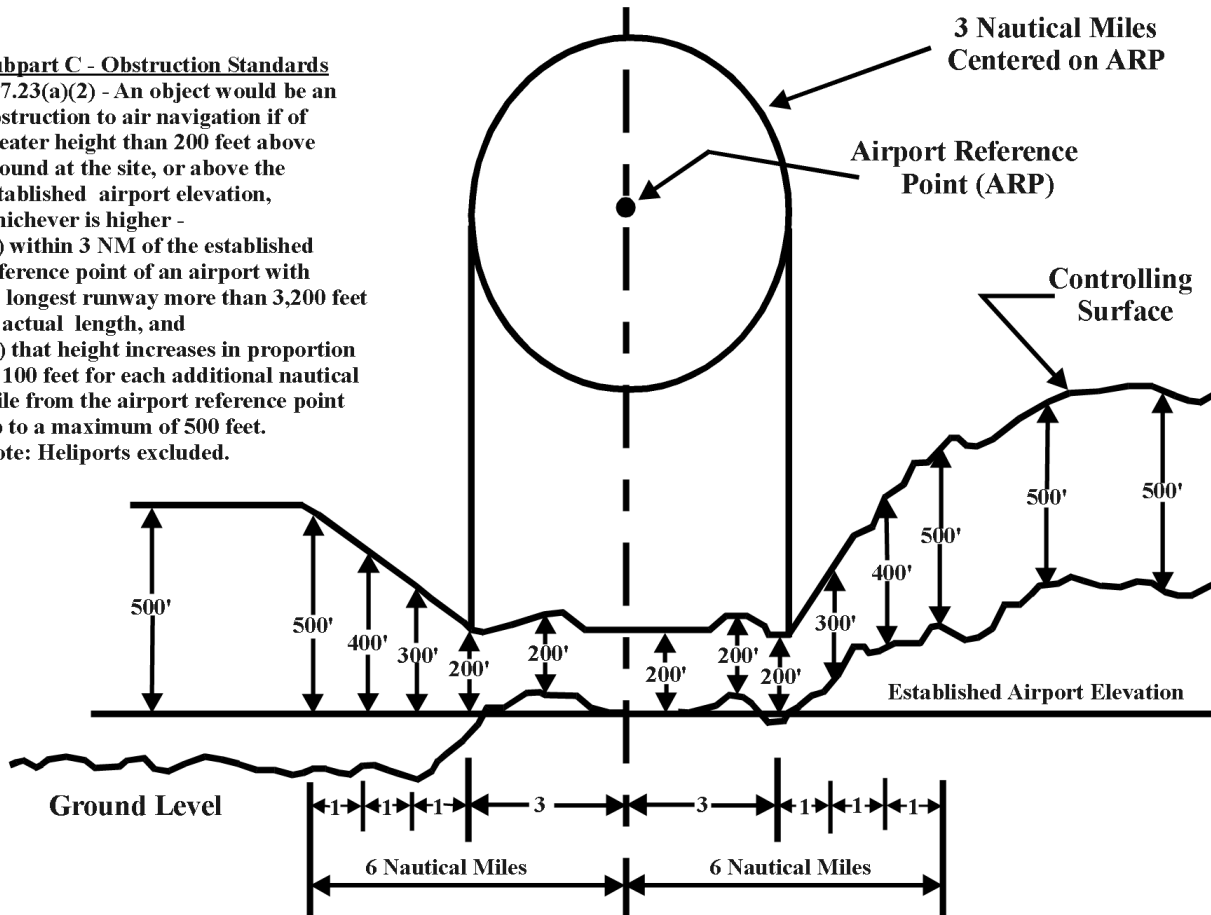 ubpart C - Obstruction Standards
7.23(a)(2) - An object would be an
bstruction to air navigation if of
eater height than 200 feet above
ound at the site, or above the
tablished airport elevation,
hichever is higher -
) within 3 NM of the established
ference point of an airport with
longest runway more than 3,200 feet
actual length, and
) that height increases in proportion
100 feet for each additional nautical
ile from the airport reference point
p to a maximum of 500 feet.
ote: Heliports excluded.
3 Nautical Miles
Centered on ARP
Airport Reference
Point (ARP)
Controlling
Surface
500'
500'
400'
300'
200'
200'
200'
200'
200'
300'
400'
500'
500'
500'
Established Airport Elevation
Ground Level
1 1 1 3 3 1 1 1
6 Nautical Miles
6 Nautical Miles